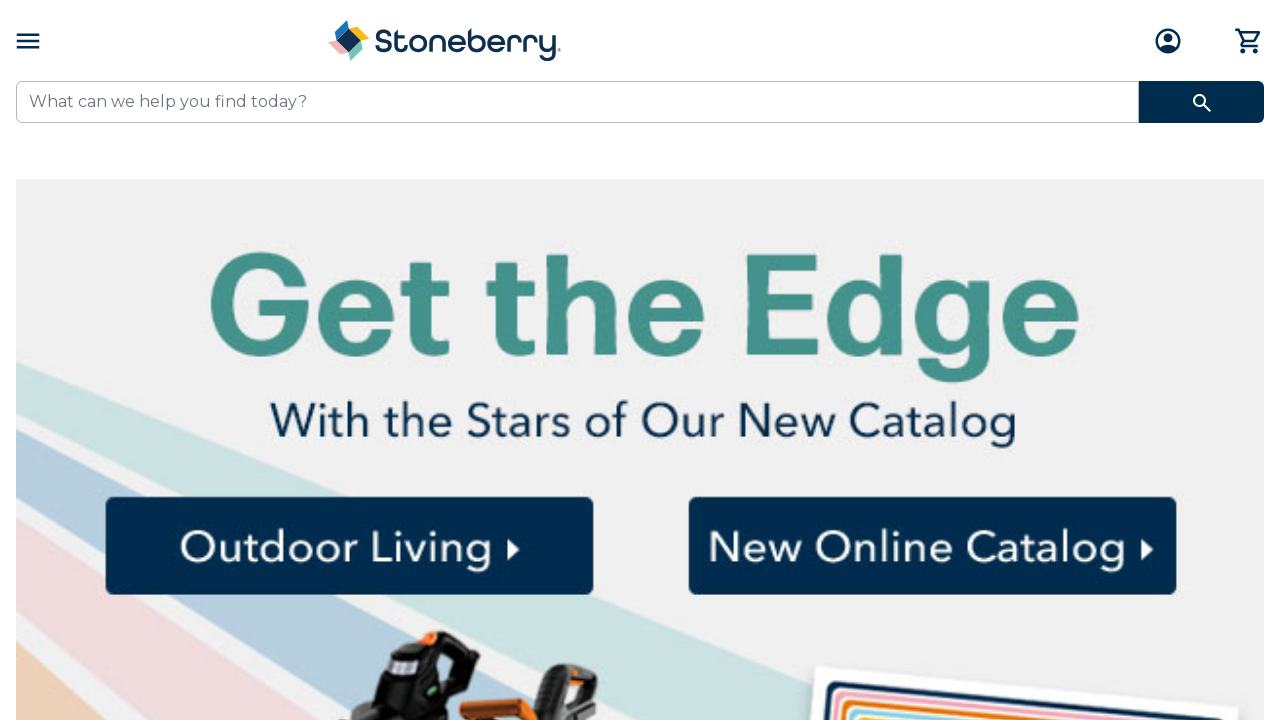 Stoneberry
What can we help you find today?
Get the Edge
With the Stars of Our New Catalog
Outdoor Living
New Online Catalog